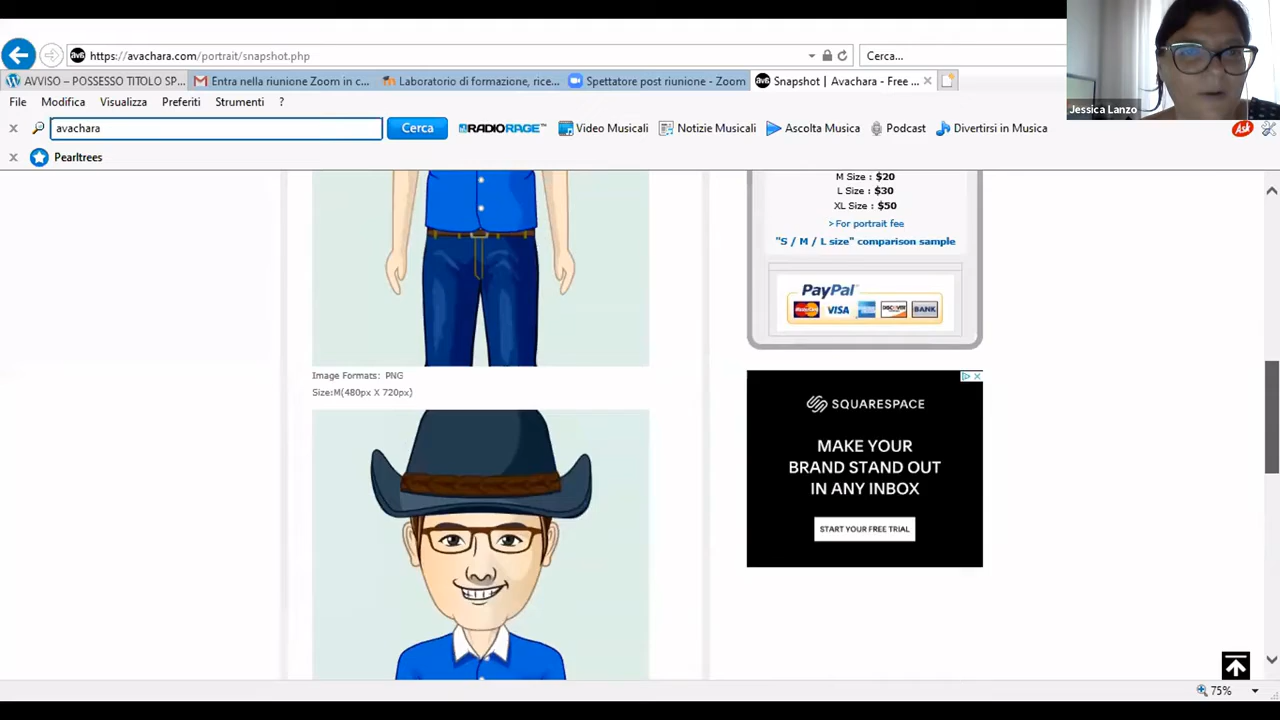 https://avachara.com/portrait/snapshot.php
Cerca...
AVVISO – POSSESSO TITOLO SP...
Entra nella riunione Zoom in c...
Laboratorio di formazione, rice...
Spettatore post riunione - Zoom
Snapshot | Avachara - Free ...
File Modifica Visualizza Preferiti Strumenti ?
Jessica Lanzo
avachara
Cerca
RADIORAGE™
Video Musicali
Notizie Musicali
Ascolta Musica
Podcast
Divertirsi in Musica
Ask
Pearltrees
M Size : $20
L Size : $30
XL Size : $50
> For portrait fee
"S / M / L size" comparison sample
PayPal
MasterCard VISA DISCOVER BANK
Image Formats: PNG
Size:M(480px X 720px)
SQUARESPACE
MAKE YOUR
BRAND STAND OUT
IN ANY INBOX
START YOUR FREE TRIAL
75%